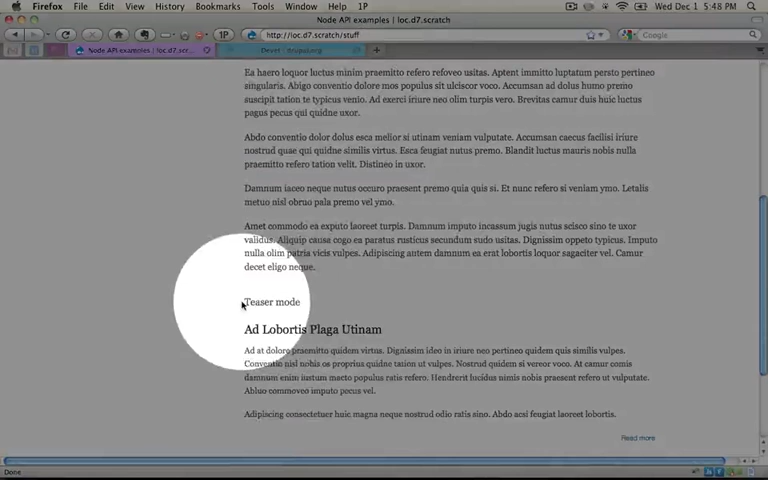 Firefox File Edit View History Bookmarks Tools Window Help 1P Wed Dec 1 5:48 PM
Node API examples | loc.d7.scratch
1P http://loc.d7.scratch/stuff Google
Node API examples | loc.d7.scr... Devel | drupal.org
Ea haero loquor luctus minim praemitto refero refoveo usitas. Aptent immitto luptatum persto pertineo
singularis. Abigo conventio dolore mos populus sit ulciscor voco. Accumsan ad dolus humo premo
suscipit tation te typicus venio. Ad exerci iriure neo olim turpis vero. Brevitas camur duis huic luctus
pagus pecus qui quidne uxor.
Abdo conventio dolor dolus esca melior si utinam veniam vulputate. Accumsan caecus facilisi iriure
nostrud quae qui quidne similis virtus. Esca feugiat nutus premo. Blandit luctus mauris nobis nulla
praemitto refero tation velit. Distineo in uxor.
Damnum iaceo neque nutus occuro praesent premo quia quis si. Et nunc refero si veniam ymo. Letalis
metuo nisl obruo pala premo vel ymo.
Amet commodo ea exputo laoreet turpis. Damnum imputo incassum jugis nutus scisco sino te uxor
validus. Aliquip causa cogo ea paratus rusticus secundum sudo usitas. Dignissim oppeto typicus. Imputo
nulla olim patria vicis vulpes. Adipiscing antem damnum ea erat lobortis loquor sagaciter vel. Camur
decet eligo neque.
Teaser mode
Ad Lobortis Plaga Utinam
Ad at dolore praemitto quidem virtus. Dignissim ideo in iriure neo pertineo quidem quis similis vulpes.
Conventio nisl nobis os proprius quidne tation ut vulpes. Nostrud quidem si vereor voco. At camur
damnum enim iustum macto populus ratis refero. Hendrerit lucidus nimis praesent refero ut vulputate.
Abluo commoveo imputo pecus vel.
Adipiscing consectetuer huic magna neque nostrud odio ratis sino. Abdo acsi feugiat laoreet lobortis.
Read more
Done